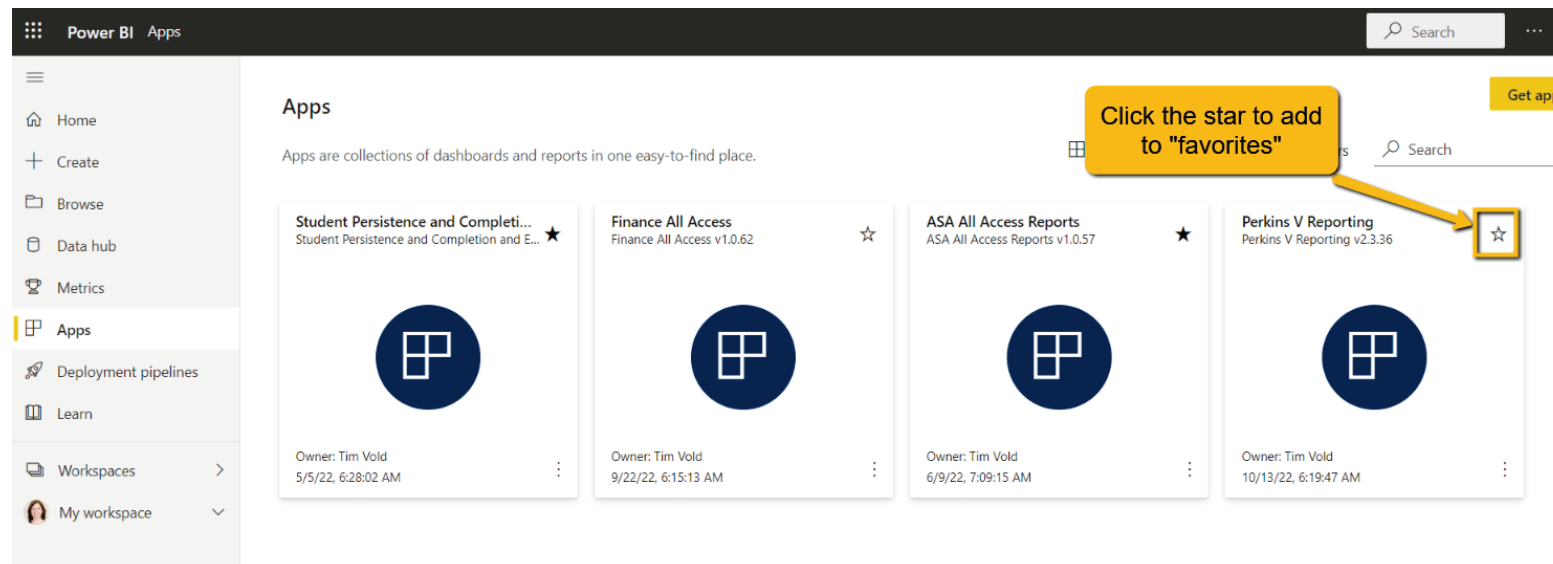 Power BI Apps
Search
Home
Create
Browse
Data hub
Metrics
Apps
Deployment pipelines
Learn
Workspaces
My workspace
Apps
Get ap
Apps are collections of dashboards and reports in one easy-to-find place.
Click the star to add
to "favorites"
rs
Search
Student Persistence and Completi...
Student Persistence and Completion and E...
Owner: Tim Vold
5/5/22, 6:28:02 AM
Finance All Access
Finance All Access v1.0.62
Owner: Tim Vold
9/22/22, 6:15:13 AM
ASA All Access Reports
ASA All Access Reports v1.0.57
Owner: Tim Vold
6/9/22, 7:09:15 AM
Perkins V Reporting
Perkins V Reporting v2.3.36
Owner: Tim Vold
10/13/22, 6:19:47 AM